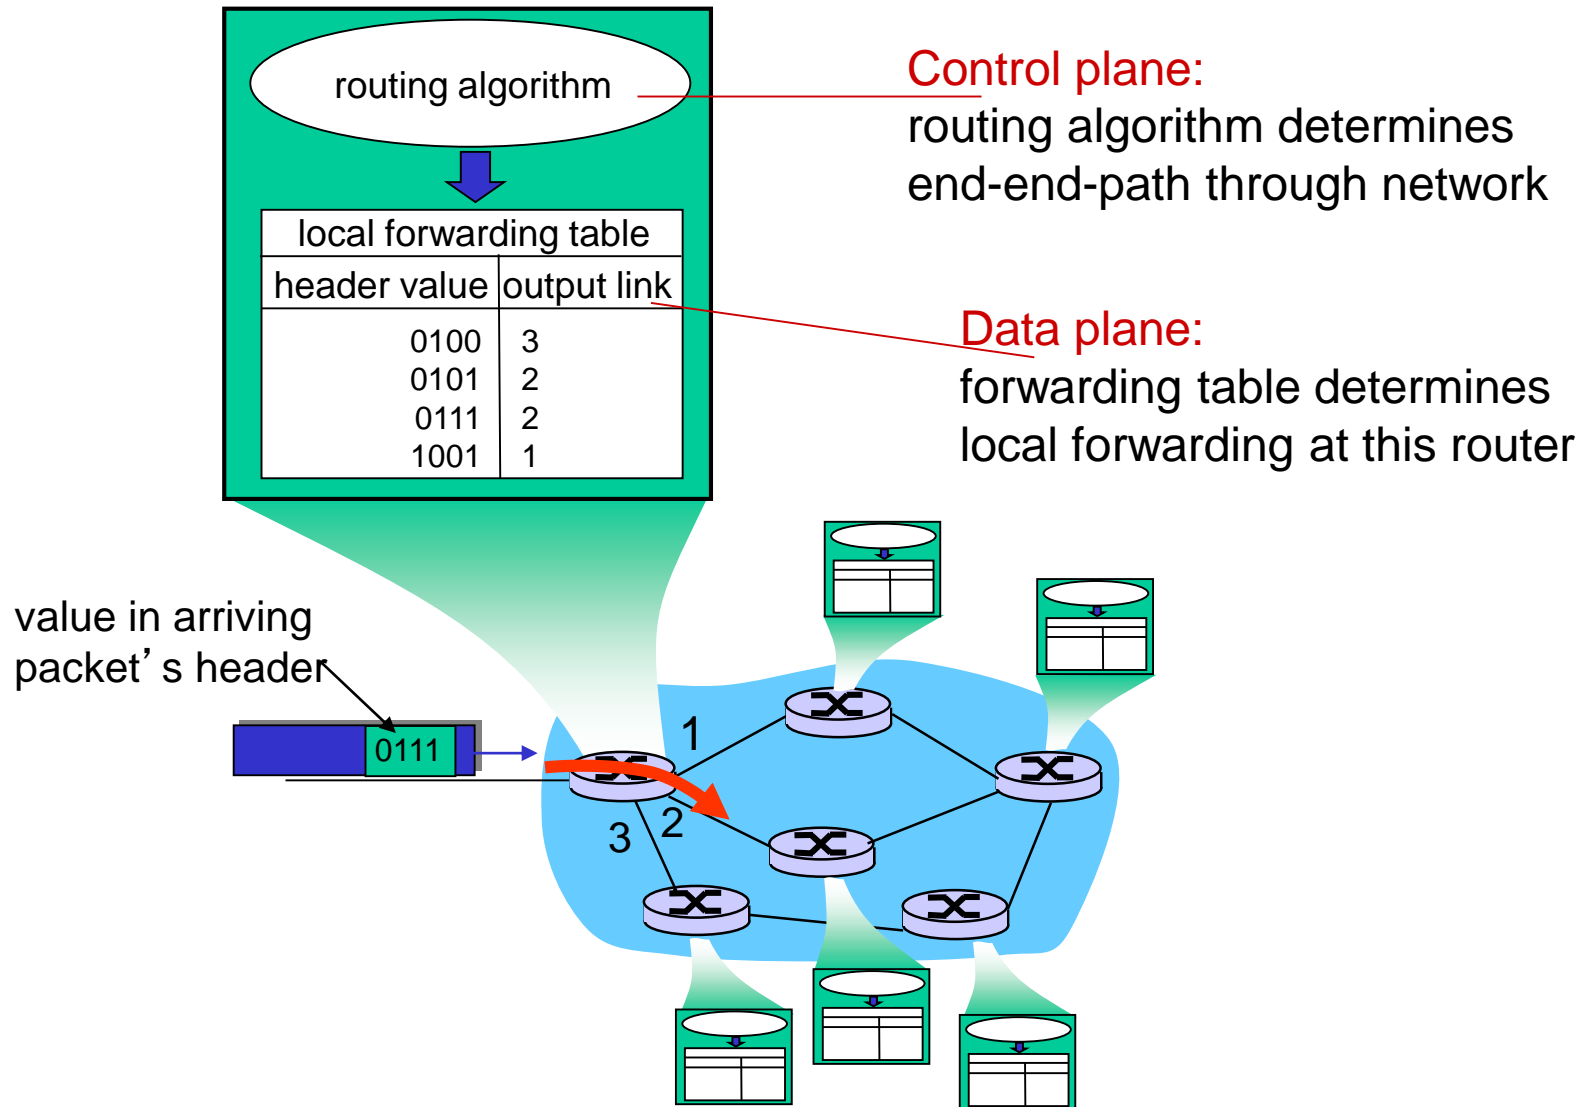 routing algorithm
local forwarding table
header value output link
0100 3
0101 2
0111 2
1001 1
Control plane:
routing algorithm determines
end-end-path through network
Data plane:
forwarding table determines
local forwarding at this router
value in arriving
packet’s header
0111
1
2
3